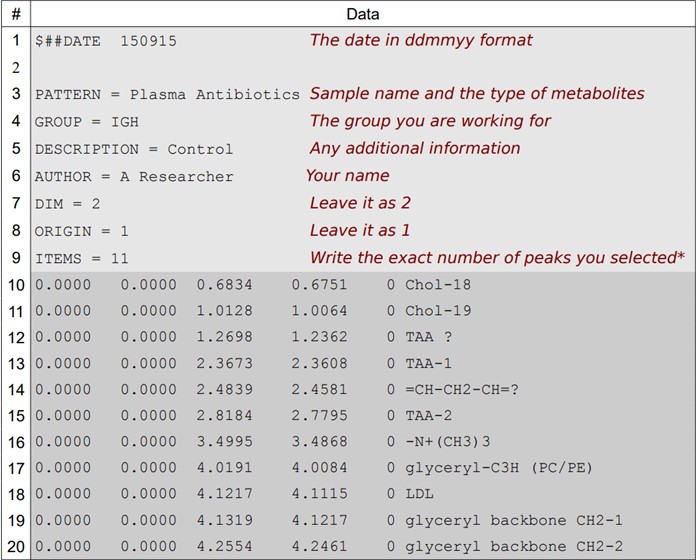 # Data
1 $##DATE 150915 The date in ddmmyy format
2
3 PATTERN = Plasma Antibiotics Sample name and the type of metabolites
4 GROUP = IGH The group you are working for
5 DESCRIPTION = Control Any additional information
6 AUTHOR = A Researcher Your name
7 DIM = 2 Leave it as 2
8 ORIGIN = 1 Leave it as 1
9 ITEMS = 11 Write the exact number of peaks you selected*
10 0.0000 0.0000 0.6834 0.6751 0 Chol-18
11 0.0000 0.0000 1.0128 1.0064 0 Chol-19
12 0.0000 0.0000 1.2698 1.2362 0 TAA ?
13 0.0000 0.0000 2.3673 2.3608 0 TAA-1
14 0.0000 0.0000 2.4839 2.4581 0 =CH-CH2-CH=?
15 0.0000 0.0000 2.8184 2.7795 0 TAA-2
16 0.0000 0.0000 3.4995 3.4868 0 -N+(CH3)3
17 0.0000 0.0000 4.0191 4.0084 0 glyceryl-C3H (PC/PE)
18 0.0000 0.0000 4.1217 4.1115 0 LDL
19 0.0000 0.0000 4.1319 4.1217 0 glyceryl backbone CH2-1
20 0.0000 0.0000 4.2554 4.2461 0 glyceryl backbone CH2-2